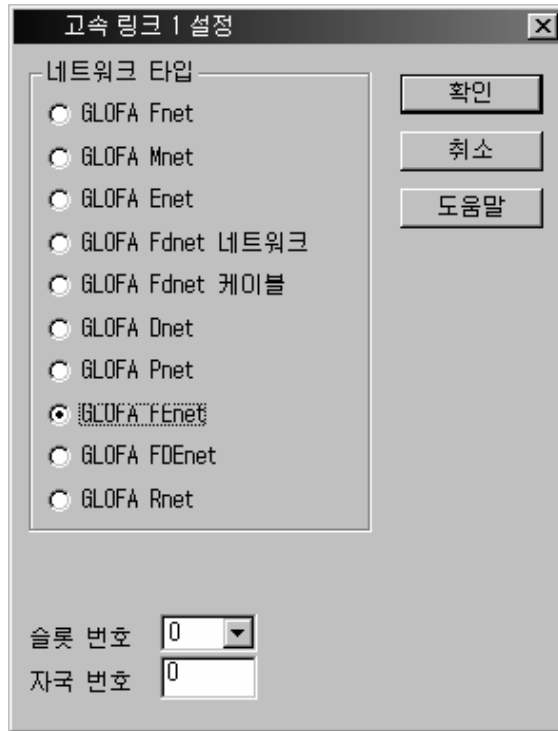 고속 링크 1 설정
네트워크 타입
GLOFA Fnet
GLOFA Mnet
GLOFA Enet
GLOFA Fdnet 네트워크
GLOFA Fdnet 케이블
GLOFA Dnet
GLOFA Pnet
GLOFA FEnet
GLOFA FDEnet
GLOFA Rnet
확인
취소
도움말
슬롯 번호 0
자국 번호 0